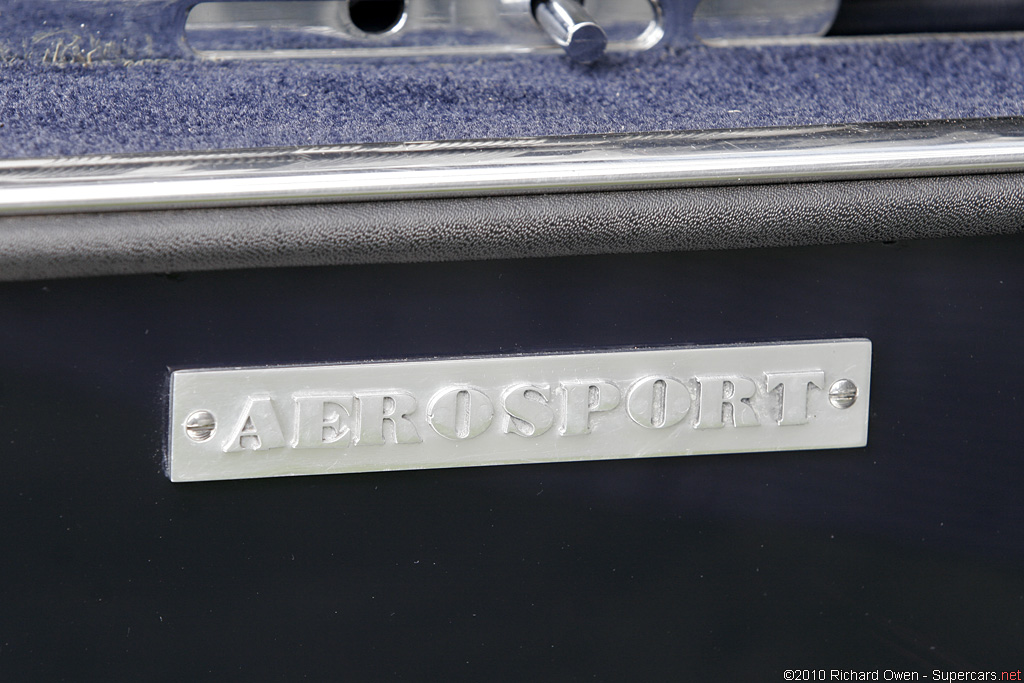 AEROSPORT
©2010 Richard Owen - Supercars.net